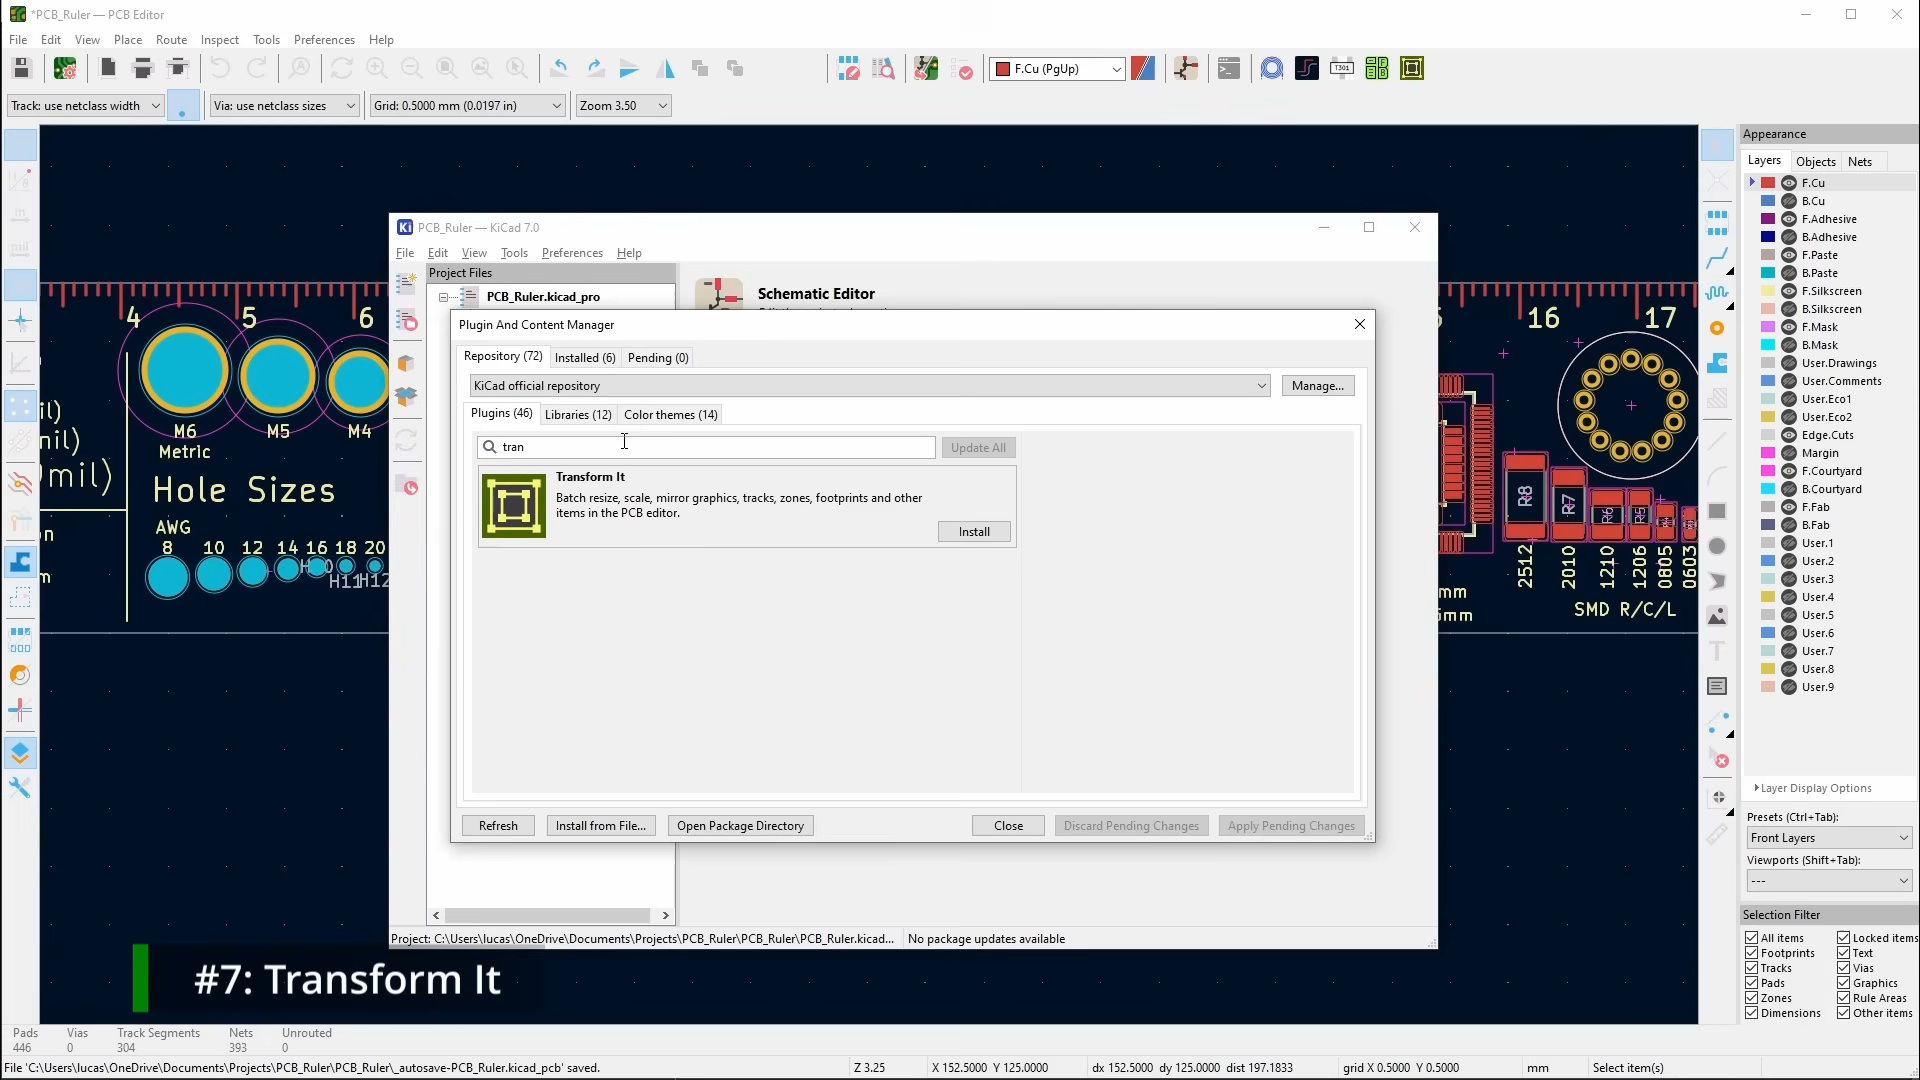 *PCB_Ruler — PCB Editor
File Edit View Place Route Inspect Tools Preferences Help
F.Cu (PgUp)
T301
Track: use netclass width
Via: use netclass sizes
Grid: 0.5000 mm (0.0197 in)
Zoom 3.50
in
mil
4 5 6
M6 M5 M4
Metric
il)
nil)
mil)
Hole Sizes
AWG
8 10 12 14 16 18 20
H11 H12
n
m
PCB_Ruler — KiCad 7.0
File Edit View Tools Preferences Help
Project Files
PCB_Ruler.kicad_pro
Schematic Editor
Plugin And Content Manager
Repository (72) Installed (6) Pending (0)
KiCad official repository
Manage...
Plugins (46) Libraries (12) Color themes (14)
tran
Update All
Transform It
Batch resize, scale, mirror graphics, tracks, zones, footprints and other
items in the PCB editor.
Install
Refresh
Install from File...
Open Package Directory
Close
Discard Pending Changes
Apply Pending Changes
Project: C:\Users\lucas\OneDrive\Documents\Projects\PCB_Ruler\PCB_Ruler\PCB_Ruler.kicad...
No package updates available
16 17
R8 R7 R6 R5
2512 2010 1210 1206 0805 0603
mm
5mm
SMD R/C/L
Appearance
Layers Objects Nets
F.Cu
B.Cu
F.Adhesive
B.Adhesive
F.Paste
B.Paste
F.Silkscreen
B.Silkscreen
F.Mask
B.Mask
User.Drawings
User.Comments
User.Eco1
User.Eco2
Edge.Cuts
Margin
F.Courtyard
B.Courtyard
F.Fab
B.Fab
User.1
User.2
User.3
User.4
User.5
User.6
User.7
User.8
User.9
Layer Display Options
Presets (Ctrl+Tab):
Front Layers
Viewports (Shift+Tab):
---
Selection Filter
All items Locked items
Footprints Text
Tracks Vias
Pads Graphics
Zones Rule Areas
Dimensions Other items
#7: Transform It
Pads Vias Track Segments Nets Unrouted
446 0 304 393 0
File 'C:\Users\lucas\OneDrive\Documents\Projects\PCB_Ruler\PCB_Ruler\_autosave-PCB_Ruler.kicad_pcb' saved.
Z 3.25
X 152.5000 Y 125.0000
dx 152.5000 dy 125.0000 dist 197.1833
grid X 0.5000 Y 0.5000
mm
Select item(s)